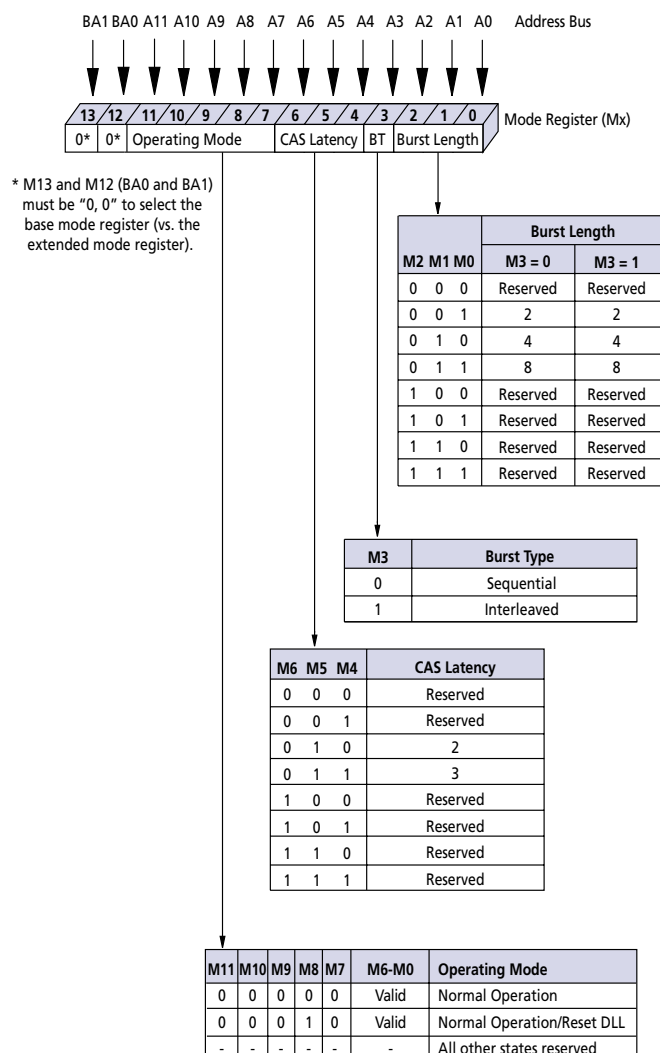 BA1 BA0 A11 A10 A9 A8 A7 A6 A5 A4 A3 A2 A1 A0 Address Bus
13 12 11 10 9 8 7 6 5 4 3 2 1 0 Mode Register (Mx)
0* 0* Operating Mode CAS Latency BT Burst Length
* M13 and M12 (BA0 and BA1)
must be “0, 0” to select the
base mode register (vs. the
extended mode register).
Burst Length
M2 M1 M0 M3 = 0 M3 = 1
0 0 0 Reserved Reserved
0 0 1 2 2
0 1 0 4 4
0 1 1 8 8
1 0 0 Reserved Reserved
1 0 1 Reserved Reserved
1 1 0 Reserved Reserved
1 1 1 Reserved Reserved
M3 Burst Type
0 Sequential
1 Interleaved
M6 M5 M4 CAS Latency
0 0 0 Reserved
0 0 1 Reserved
0 1 0 2
0 1 1 3
1 0 0 Reserved
1 0 1 Reserved
1 1 0 Reserved
1 1 1 Reserved
M11 M10 M9 M8 M7 M6-M0 Operating Mode
0 0 0 0 0 Valid Normal Operation
0 0 0 1 0 Valid Normal Operation/Reset DLL
- - - - - - All other states reserved